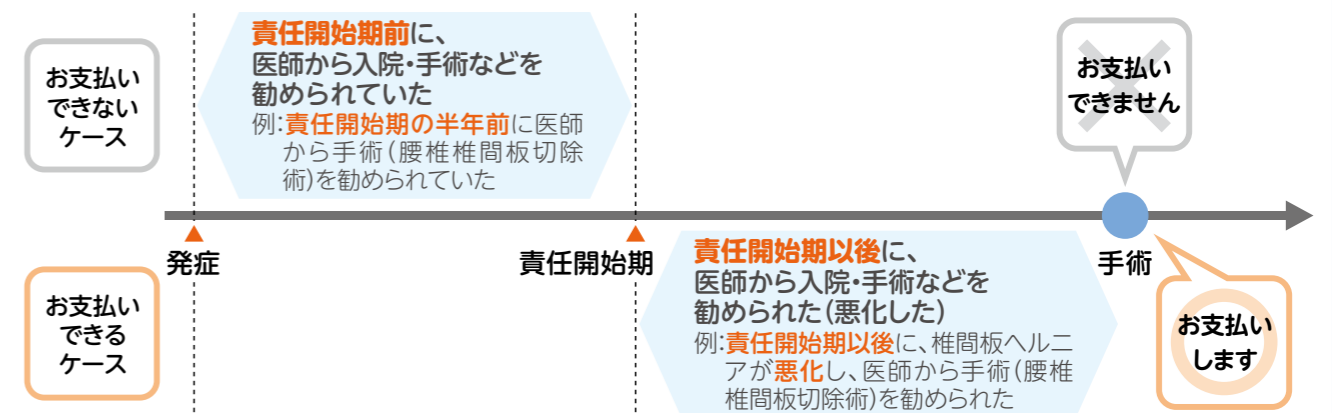 お支払い
できない
ケース
責任開始期前に、
医師から入院・手術などを
勧められていた
例：責任開始期の半年前に医師
から手術（腰椎椎間板切除
術）を勧められていた
お支払い
できません
発症
責任開始期
手術
お支払い
できる
ケース
責任開始期以後に、
医師から入院・手術などを
勧められた（悪化した）
例：責任開始期以後に、椎間板ヘルニ
アが悪化し、医師から手術（腰椎
椎間板切除術）を勧められた
お支払い
します